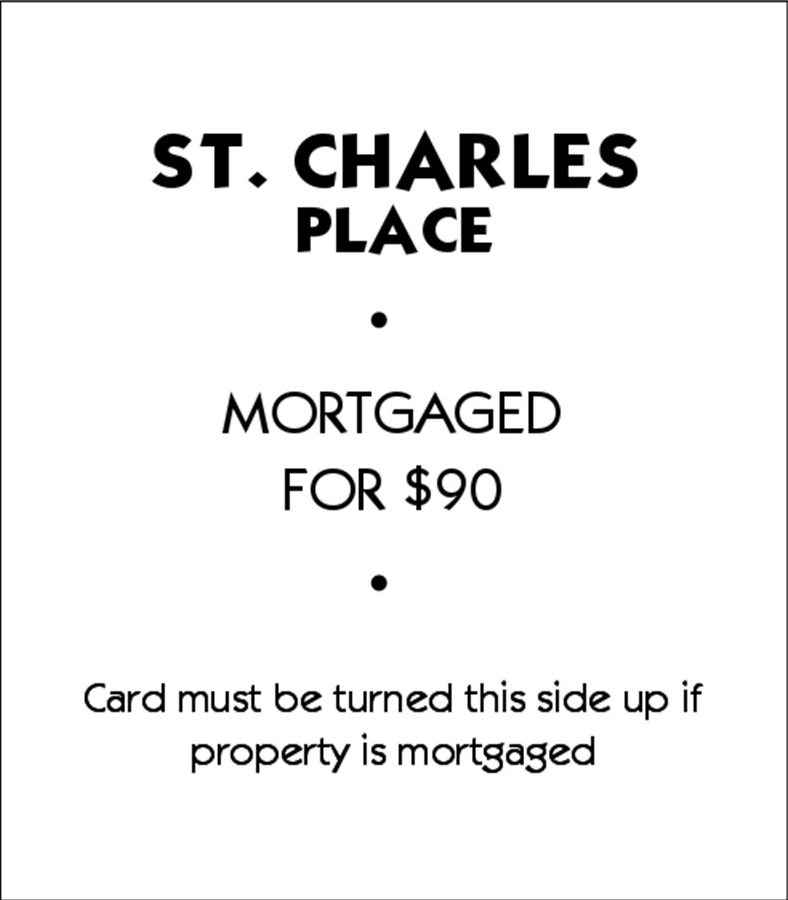 ST. CHARLES
PLACE
•
MORTGAGED
FOR $90
•
Card must be turned this side up if
property is mortgaged